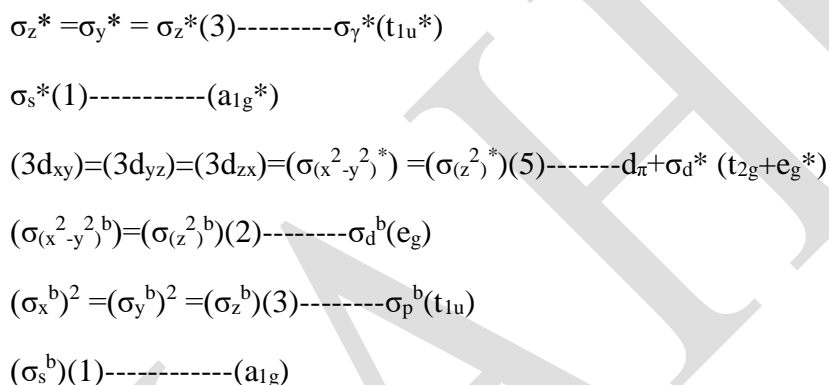 σz* =σy* = σz*(3)---------σγ*(t1u*)
σs*(1)-----------(a1g*)
(3dxy)=(3dyz)=(3dzx)=(σ(x²-y²)*) =(σ(z²)*)(5)-------dπ+σd* (t2g+eg*)
(σ(x²-y²)ᵇ)=(σ(z²)ᵇ)(2)--------σdᵇ(eg)
(σxᵇ)² =(σyᵇ)² =(σzᵇ)(3)--------σpᵇ(t1u)
(σsᵇ)(1)------------(a1g)